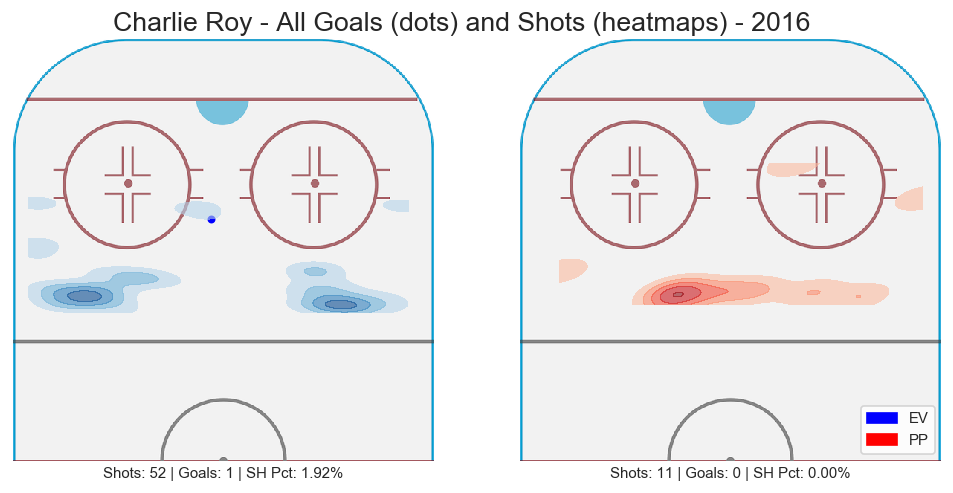 Charlie Roy - All Goals (dots) and Shots (heatmaps) - 2016
EV
PP
Shots: 52 | Goals: 1 | SH Pct: 1.92%
Shots: 11 | Goals: 0 | SH Pct: 0.00%